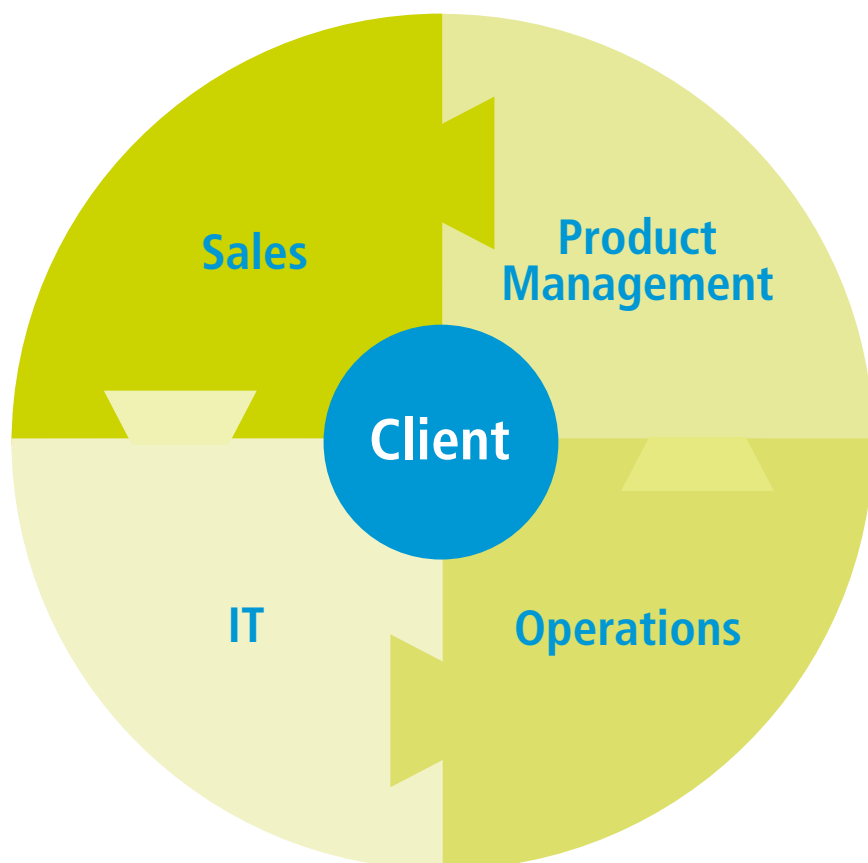 Sales
Product
Management
Client
IT
Operations